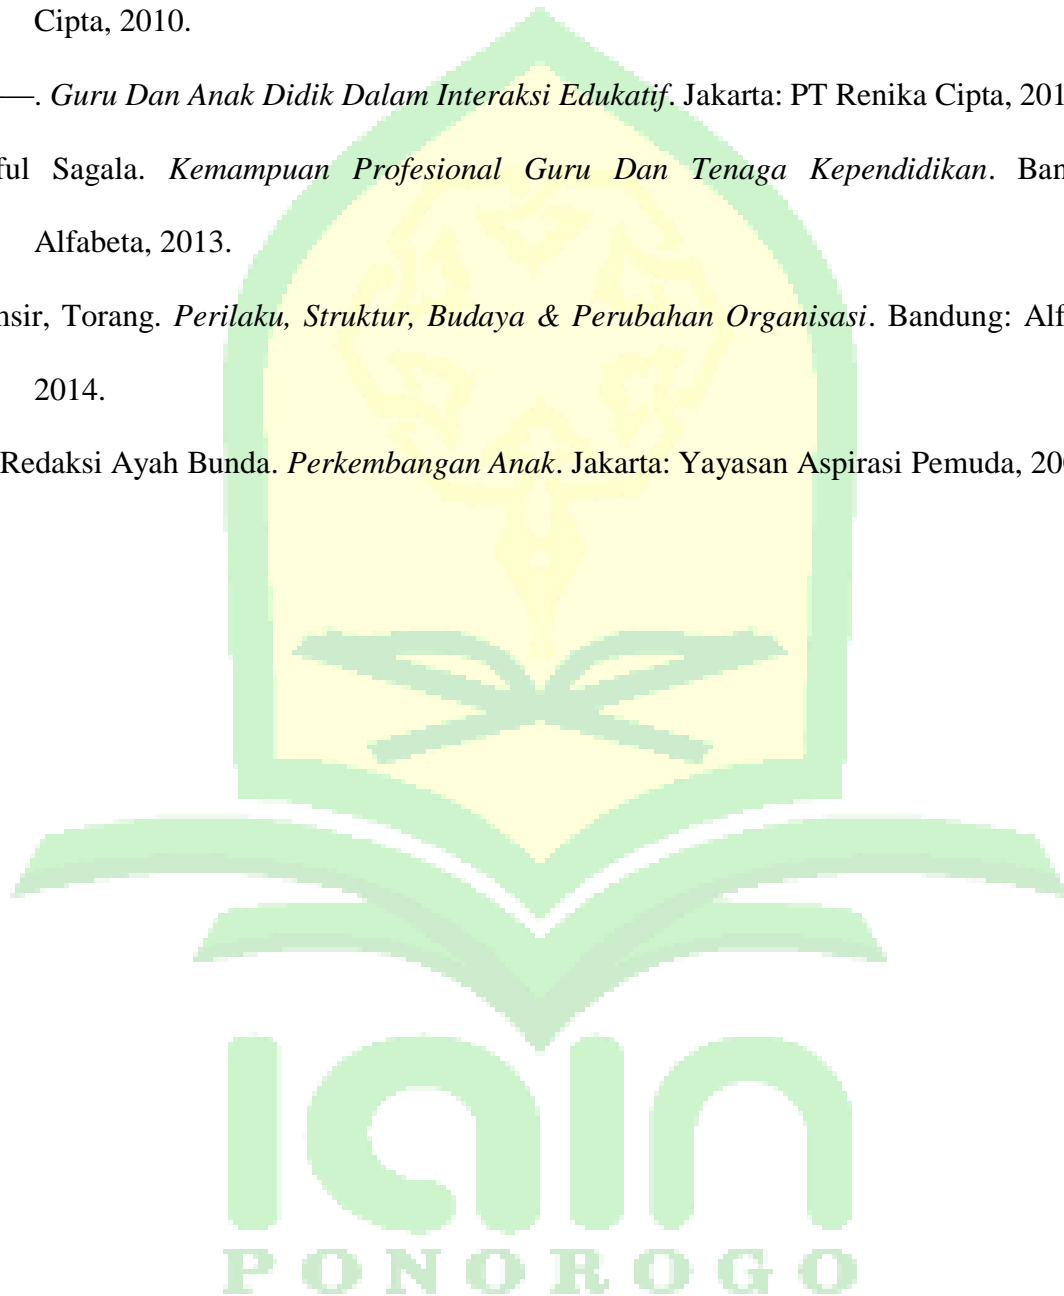 Cipta, 2010.
—. Guru Dan Anak Didik Dalam Interaksi Edukatif. Jakarta: PT Renika Cipta, 201
ful Sagala. Kemampuan Profesional Guru Dan Tenaga Kependidikan. Ban
Alfabeta, 2013.
nsir, Torang. Perilaku, Struktur, Budaya & Perubahan Organisasi. Bandung: Alf
2014.
Redaksi Ayah Bunda. Perkembangan Anak. Jakarta: Yayasan Aspirasi Pemuda, 20
iain
PONOROGO